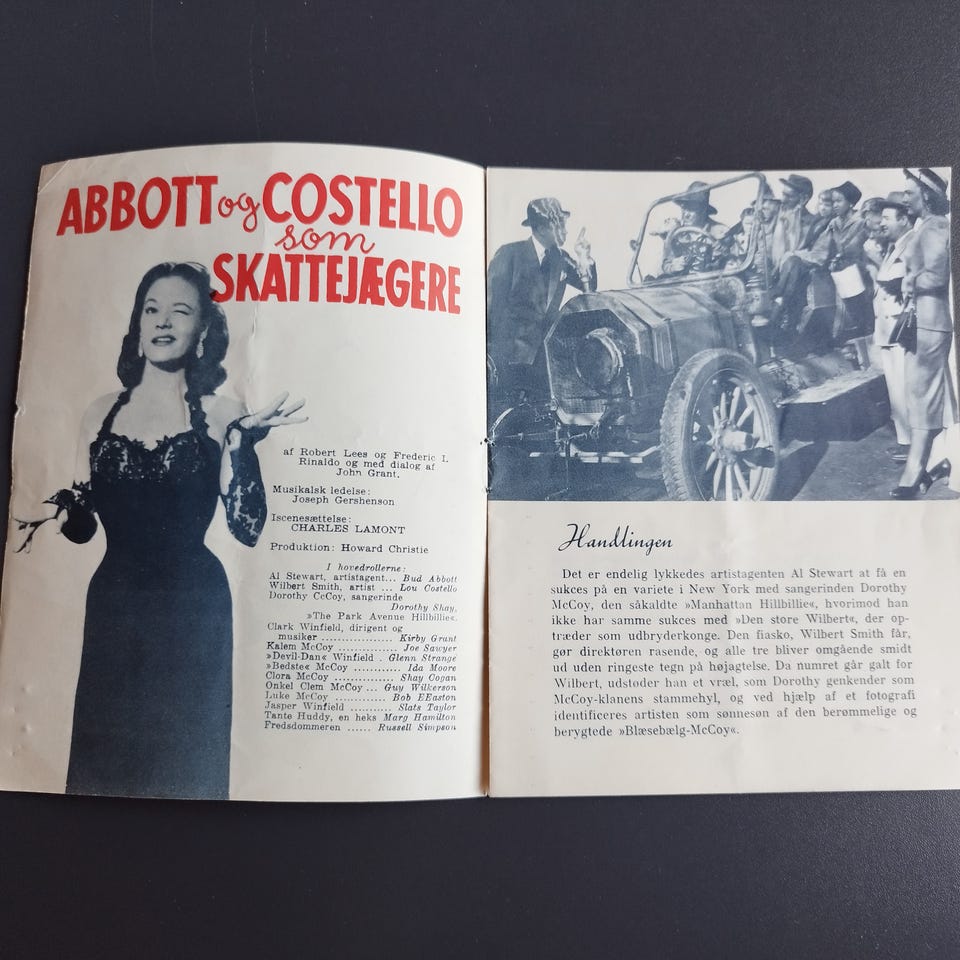 ABBOTT og COSTELLO
som
SKATTEJÆGERE
af Robert Lees og Frederic I.
Rinaldo og med dialog af
John Grant.
Musikalsk ledelse:
Joseph Gershenson
Iscenesættelse:
CHARLES LAMONT
Produktion: Howard Christie
I hovedrollerne:
Al Stewart, artistagent... Bud Abbott
Wilbert Smith, artist ... Lou Costello
Dorothy CcCoy, sangerinde
Dorothy Shay,
»The Park Avenue Hillbillie«.
Clark Winfield, dirigent og
musiker ................ Kirby Grant
Kalem McCoy .............. Joe Sawyer
»Devil-Dan« Winfield . Glenn Strange
»Bedste« McCoy ........... Ida Moore
Clora McCoy ............. Shay Cogan
Onkel Clem McCoy ... Guy Wilkerson
Luke McCoy ............ Bob EEaston
Jasper Winfield .......... Slats Taylor
Tante Huddy, en heks Marg Hamilton
Fredsdommeren ...... Russell Simpson
Handlingen
Det er endelig lykkedes artistagenten Al Stewart at få en
sukces på en variete i New York med sangerinden Dorothy
McCoy, den såkaldte »Manhattan Hillbillie«, hvorimod han
ikke har samme sukces med »Den store Wilbert«, der op-
træder som udbryderkonge. Den fiasko, Wilbert Smith får,
gør direktøren rasende, og alle tre bliver omgående smidt
ud uden ringeste tegn på højagtelse. Da numret går galt for
Wilbert, udstøder han et vræl, som Dorothy genkender som
McCoy-klanens stammehyl, og ved hjælp af et fotografi
identificeres artisten som sønnesøn af den berømmelige og
berygtede »Blæsebælg-McCoy«.